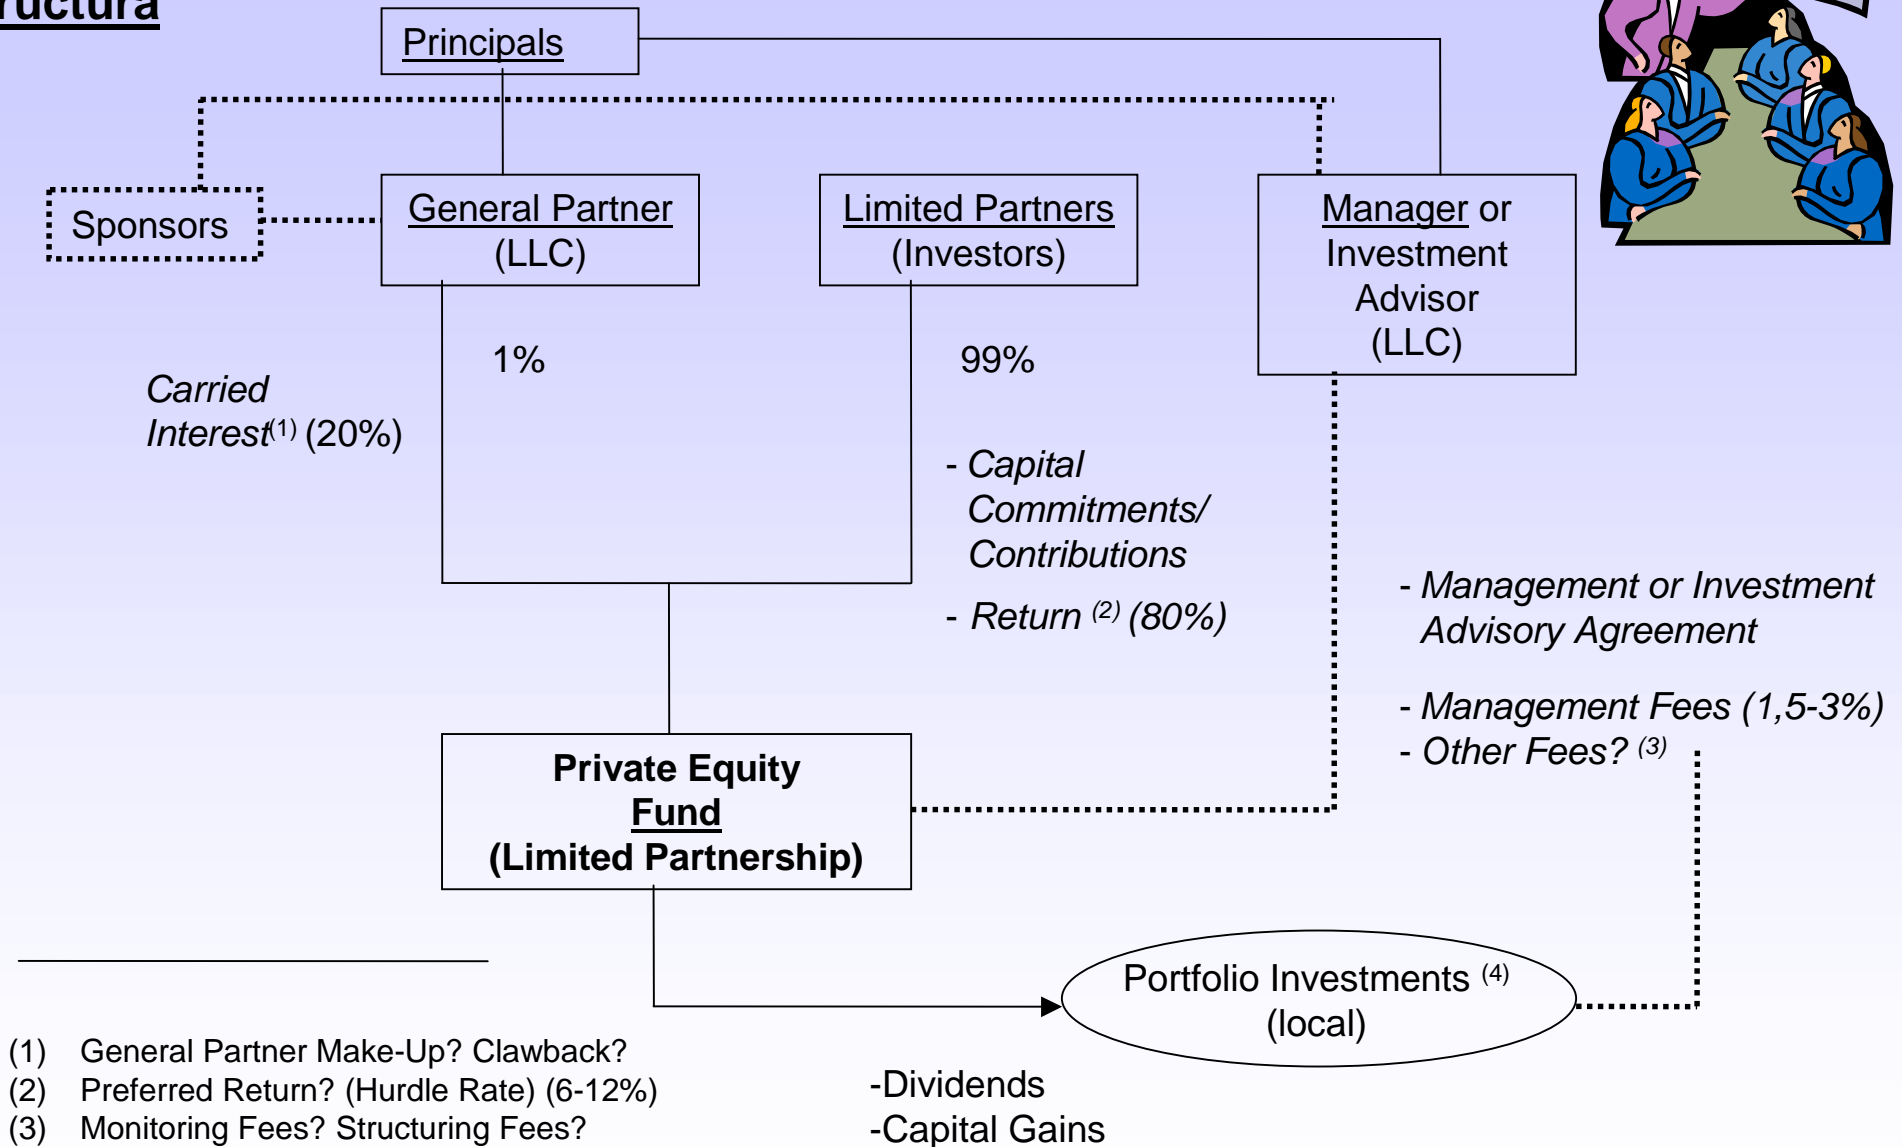 Principals
Sponsors
General Partner
(LLC)
Limited Partners
(Investors)
Manager or
Investment
Advisor
(LLC)
1%
99%
Carried
Interest(1) (20%)
- Capital
Commitments/
Contributions
- Return (2) (80%)
- Management or Investment
Advisory Agreement
- Management Fees (1,5-3%)
- Other Fees? (3)
Private Equity
Fund
(Limited Partnership)
Portfolio Investments (4)
(local)
(1) General Partner Make-Up? Clawback?
(2) Preferred Return? (Hurdle Rate) (6-12%)
(3) Monitoring Fees? Structuring Fees?
-Dividends
-Capital Gains